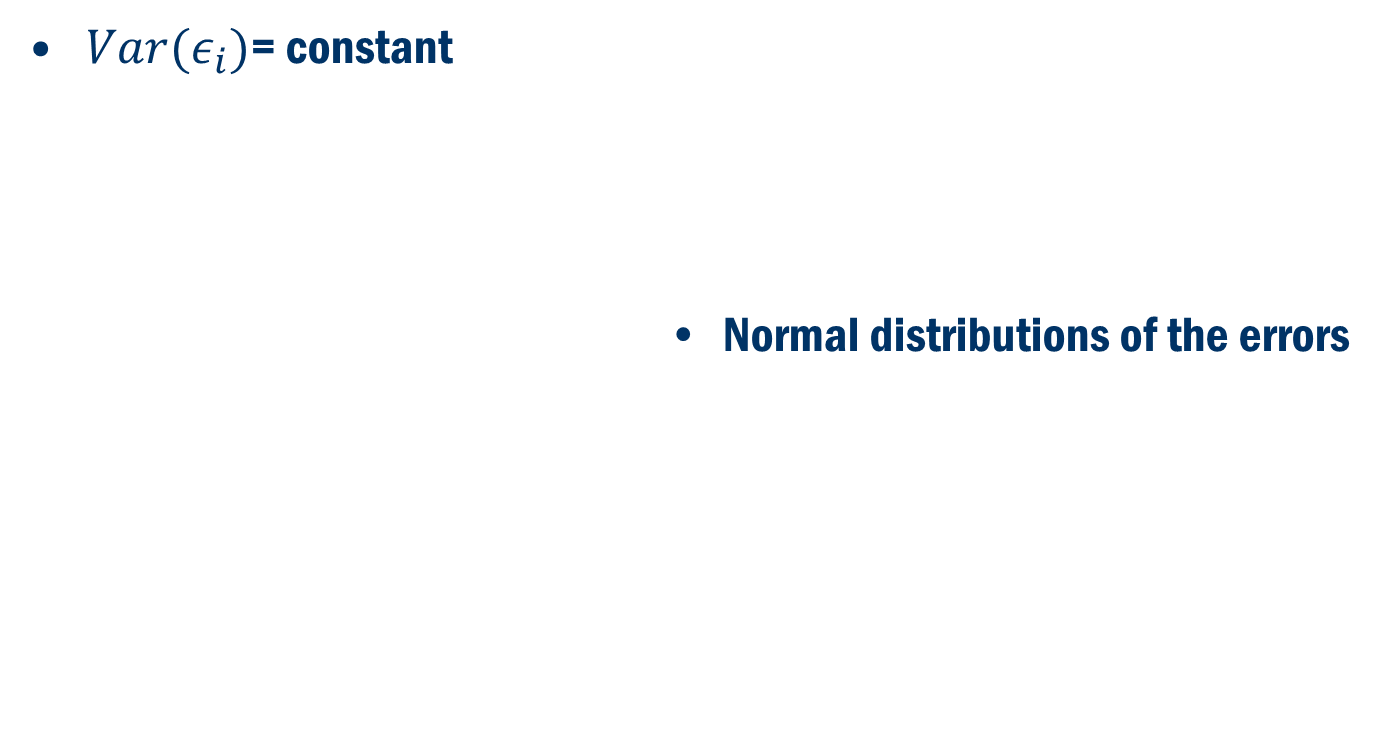 • 𝑉𝑎𝑟(𝜖ᵢ)= constant
• Normal distributions of the errors